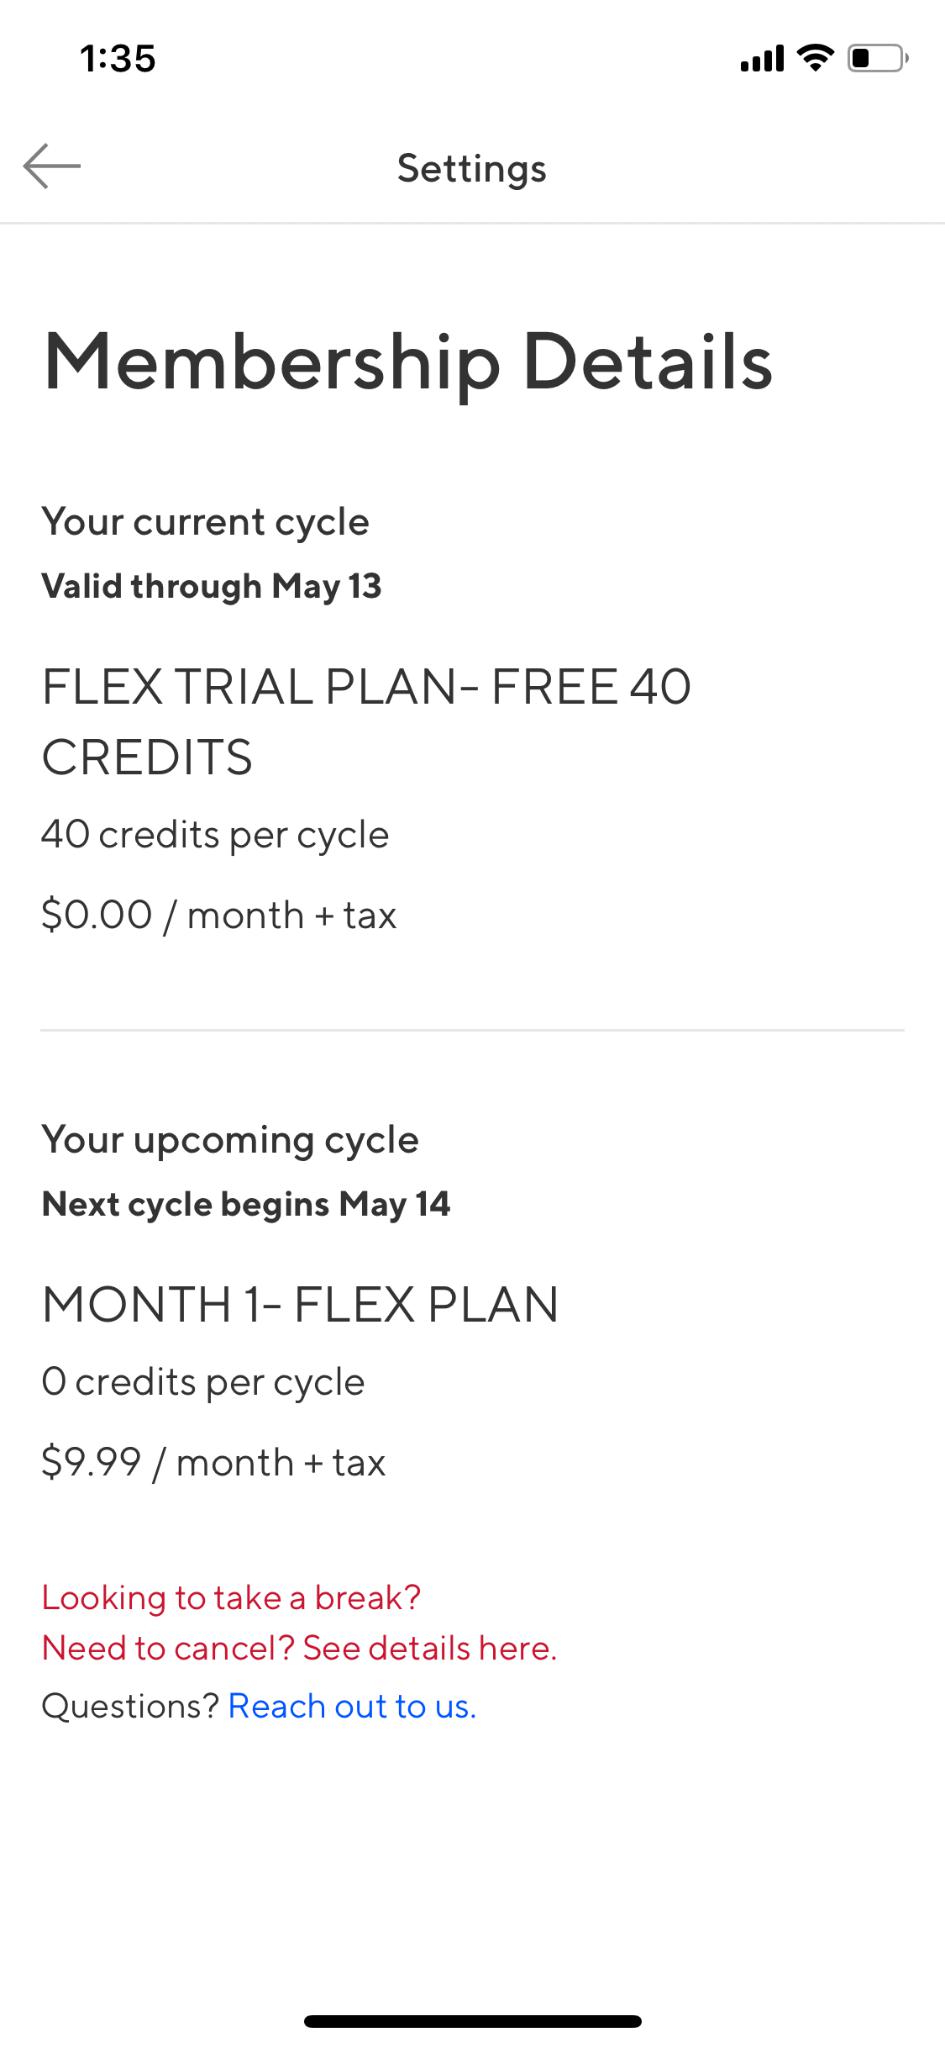 1:35
Settings
Membership Details
Your current cycle
Valid through May 13
FLEX TRIAL PLAN- FREE 40
CREDITS
40 credits per cycle
$0.00 / month + tax
Your upcoming cycle
Next cycle begins May 14
MONTH 1- FLEX PLAN
0 credits per cycle
$9.99 / month + tax
Looking to take a break?
Need to cancel? See details here.
Questions? Reach out to us.